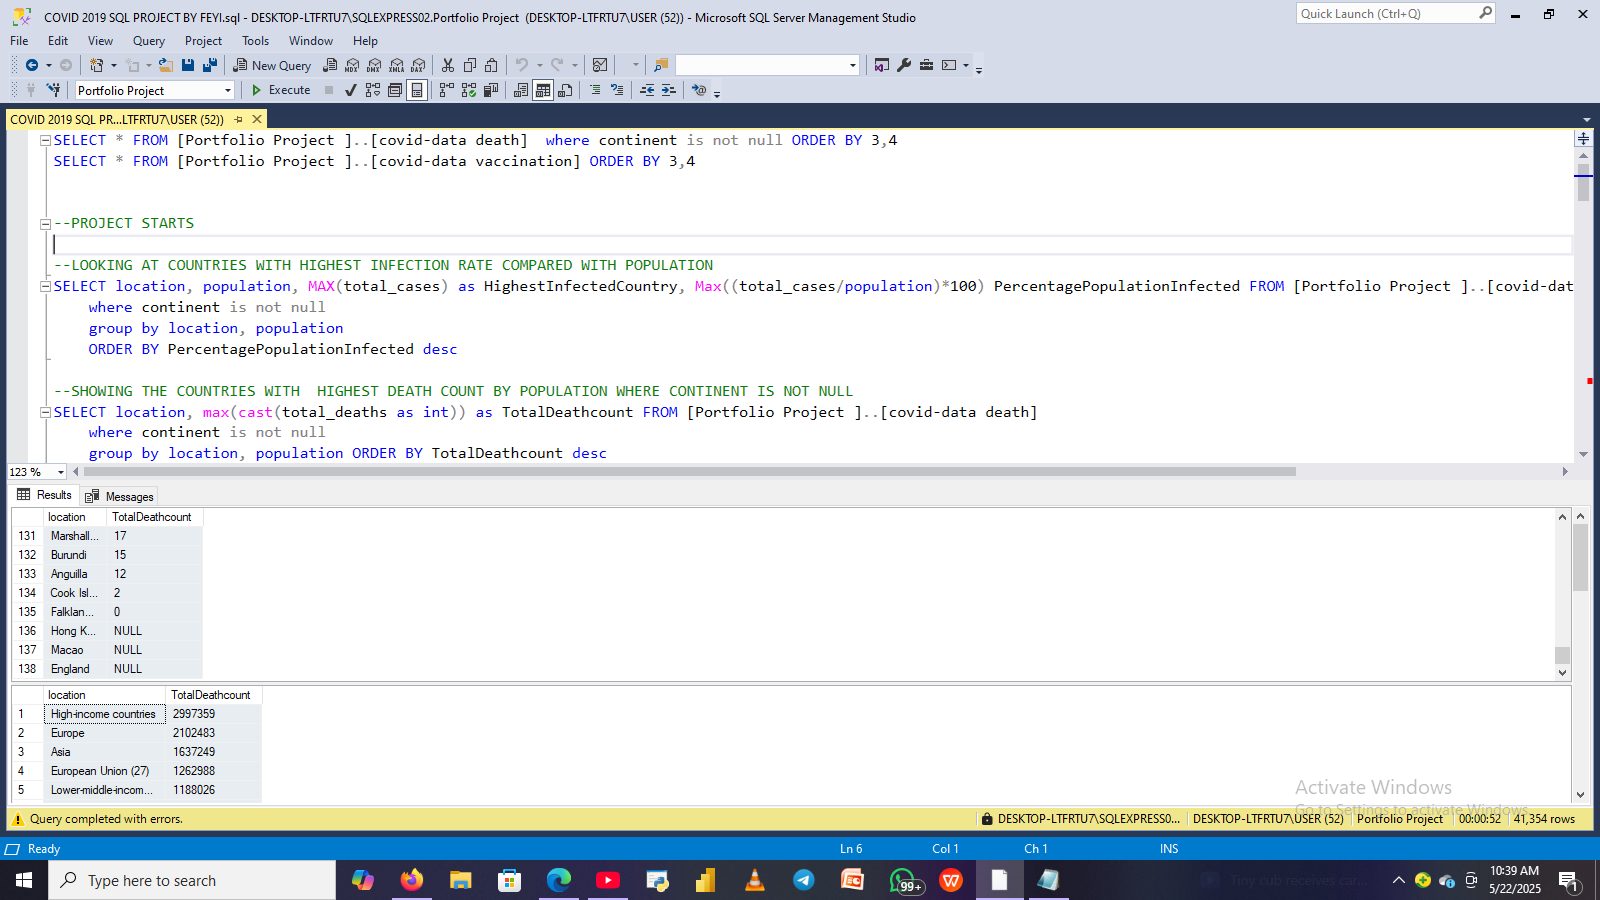 COVID 2019 SQL PROJECT BY FEYI.sql - DESKTOP-LTFRTU7\SQLEXPRESS02.Portfolio Project (DESKTOP-LTFRTU7\USER (52)) - Microsoft SQL Server Management Studio
Quick Launch (Ctrl+Q)
File Edit View Query Project Tools Window Help
New Query MDX DMX XMLA DAX
Portfolio Project Execute
COVID 2019 SQL PR...LTFRTU7\USER (52))
SELECT * FROM [Portfolio Project ]..[covid-data death]  where continent is not null ORDER BY 3,4
SELECT * FROM [Portfolio Project ]..[covid-data vaccination] ORDER BY 3,4
--PROJECT STARTS
--LOOKING AT COUNTRIES WITH HIGHEST INFECTION RATE COMPARED WITH POPULATION
SELECT location, population, MAX(total_cases) as HighestInfectedCountry, Max((total_cases/population)*100) PercentagePopulationInfected FROM [Portfolio Project ]..[covid-dat
where continent is not null
group by location, population
ORDER BY PercentagePopulationInfected desc
--SHOWING THE COUNTRIES WITH  HIGHEST DEATH COUNT BY POPULATION WHERE CONTINENT IS NOT NULL
SELECT location, max(cast(total_deaths as int)) as TotalDeathcount FROM [Portfolio Project ]..[covid-data death]
where continent is not null
group by location, population ORDER BY TotalDeathcount desc
123 %
Results Messages
location TotalDeathcount
131 Marshall... 17
132 Burundi 15
133 Anguilla 12
134 Cook Isl... 2
135 Falklan... 0
136 Hong K... NULL
137 Macao NULL
138 England NULL
location TotalDeathcount
1 High-income countries 2997359
2 Europe 2102483
3 Asia 1637249
4 European Union (27) 1262988
5 Lower-middle-incom... 1188026
Activate Windows
Go to Settings to activate Windows.
Query completed with errors. DESKTOP-LTFRTU7\SQLEXPRESS0... DESKTOP-LTFRTU7\USER (52) Portfolio Project 00:00:52 41,354 rows
Ready Ln 6 Col 1 Ch 1 INS
Type here to search
99+
Tiny cub receives car...
10:39 AM
5/22/2025
1